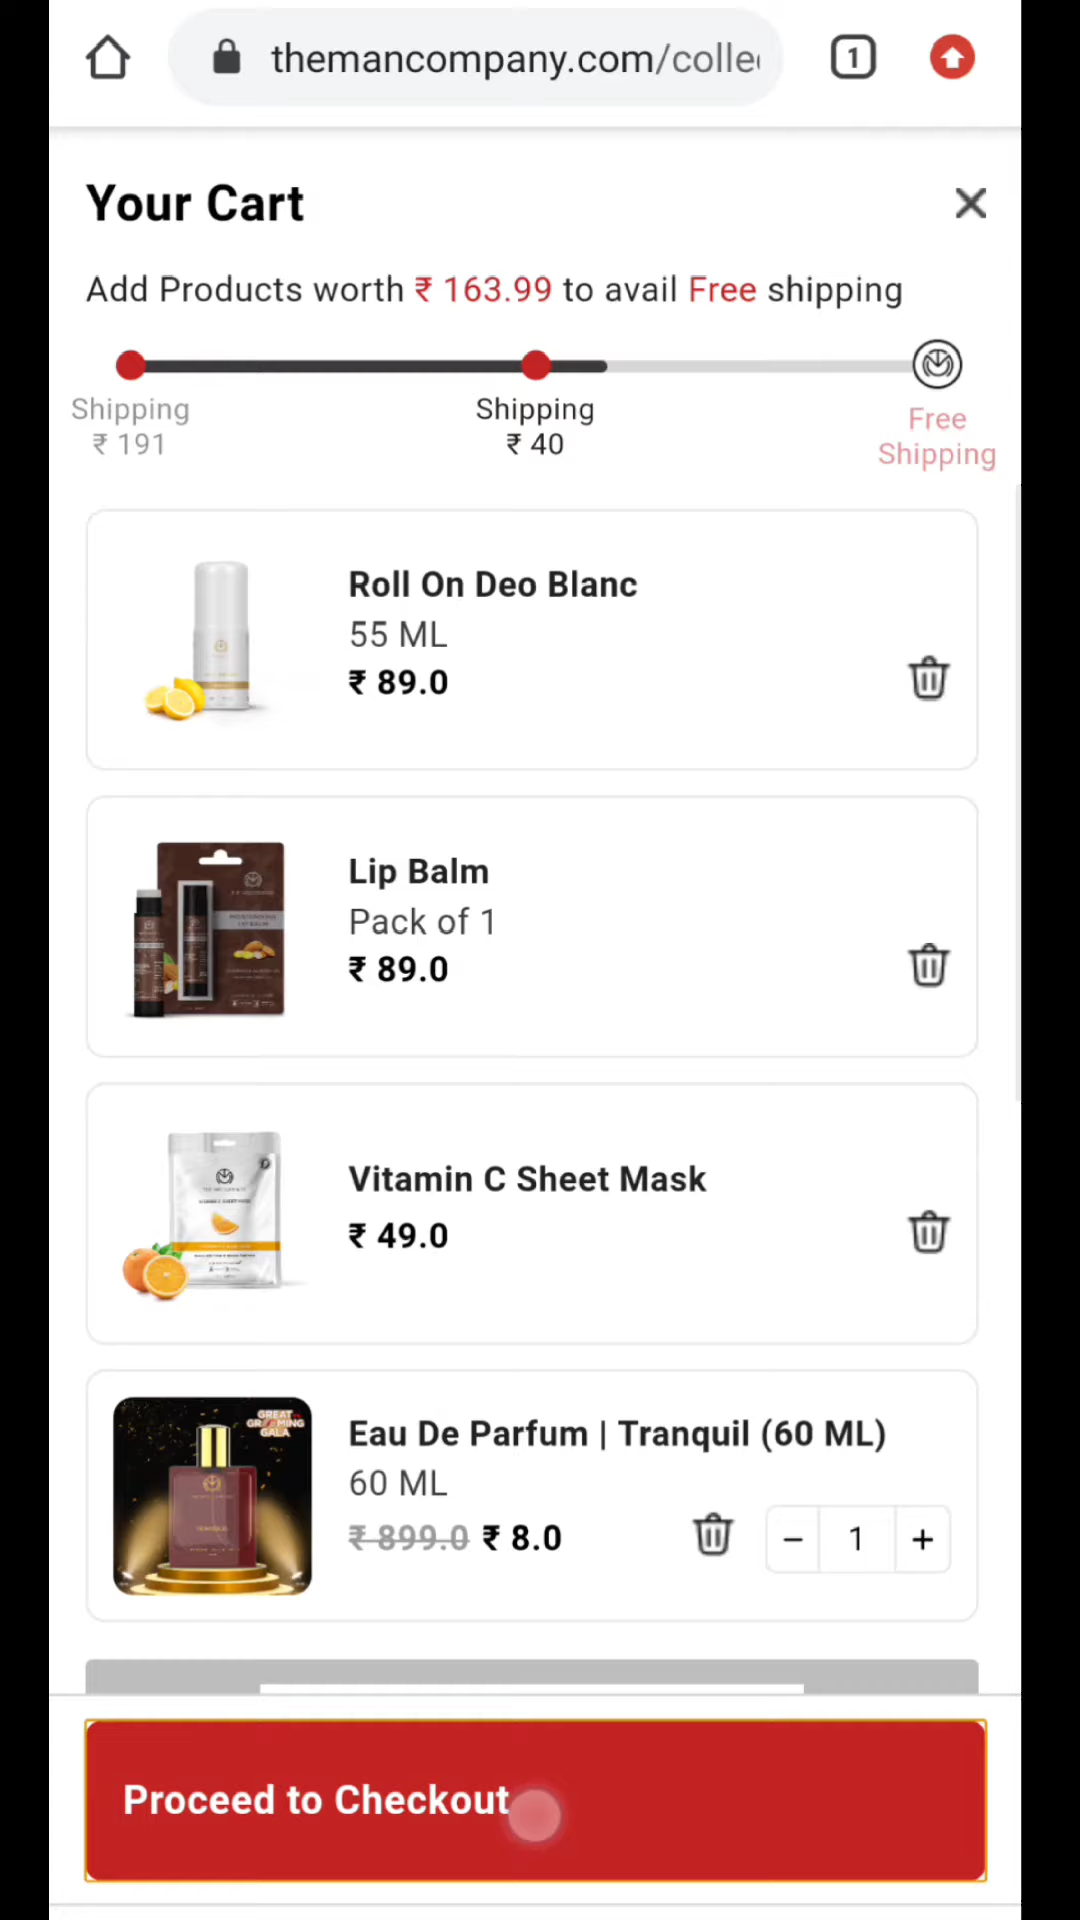 themancompany.com/colle
1
Your Cart
Add Products worth ₹ 163.99 to avail Free shipping
Shipping
₹ 191
Shipping
₹ 40
Free
Shipping
Roll On Deo Blanc
55 ML
₹ 89.0
Lip Balm
Pack of 1
₹ 89.0
Vitamin C Sheet Mask
₹ 49.0
GREAT
GROOMING
GALA
Eau De Parfum | Tranquil (60 ML)
60 ML
₹ 899.0 ₹ 8.0
− 1 +
Proceed to Checkout